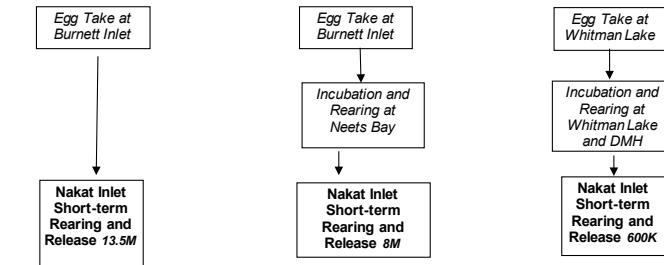 Egg Take at
Burnett Inlet
Nakat Inlet
Short-term
Rearing and
Release 13.5M
Egg Take at
Burnett Inlet
Incubation and
Rearing at
Neets Bay
Nakat Inlet
Short-term
Rearing and
Release 8M
Egg Take at
Whitman Lake
Incubation and
Rearing at
Whitman Lake
and DMH
Nakat Inlet
Short-term
Rearing and
Release 600K